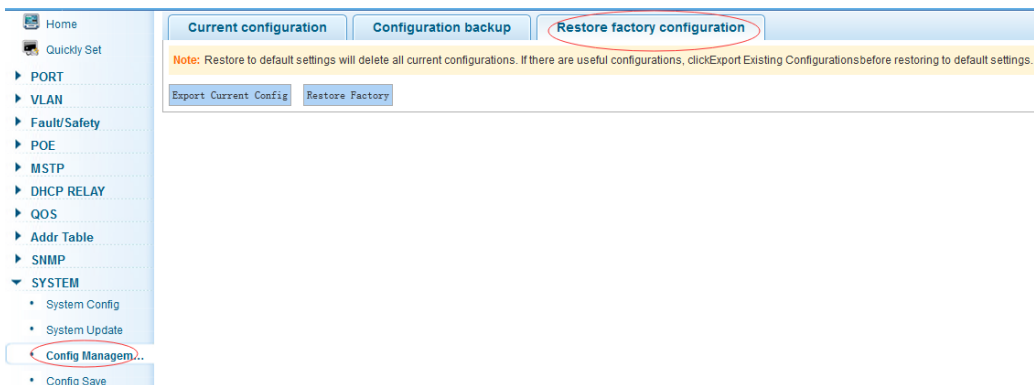 Home
Quickly Set
PORT
VLAN
Fault/Safety
POE
MSTP
DHCP RELAY
QOS
Addr Table
SNMP
SYSTEM
System Config
System Update
Config Managem...
Config Save
Current configuration
Configuration backup
Restore factory configuration
Note: Restore to default settings will delete all current configurations. If there are useful configurations, clickExport Existing Configurationsbefore restoring to default settings.
Export Current Config
Restore Factory